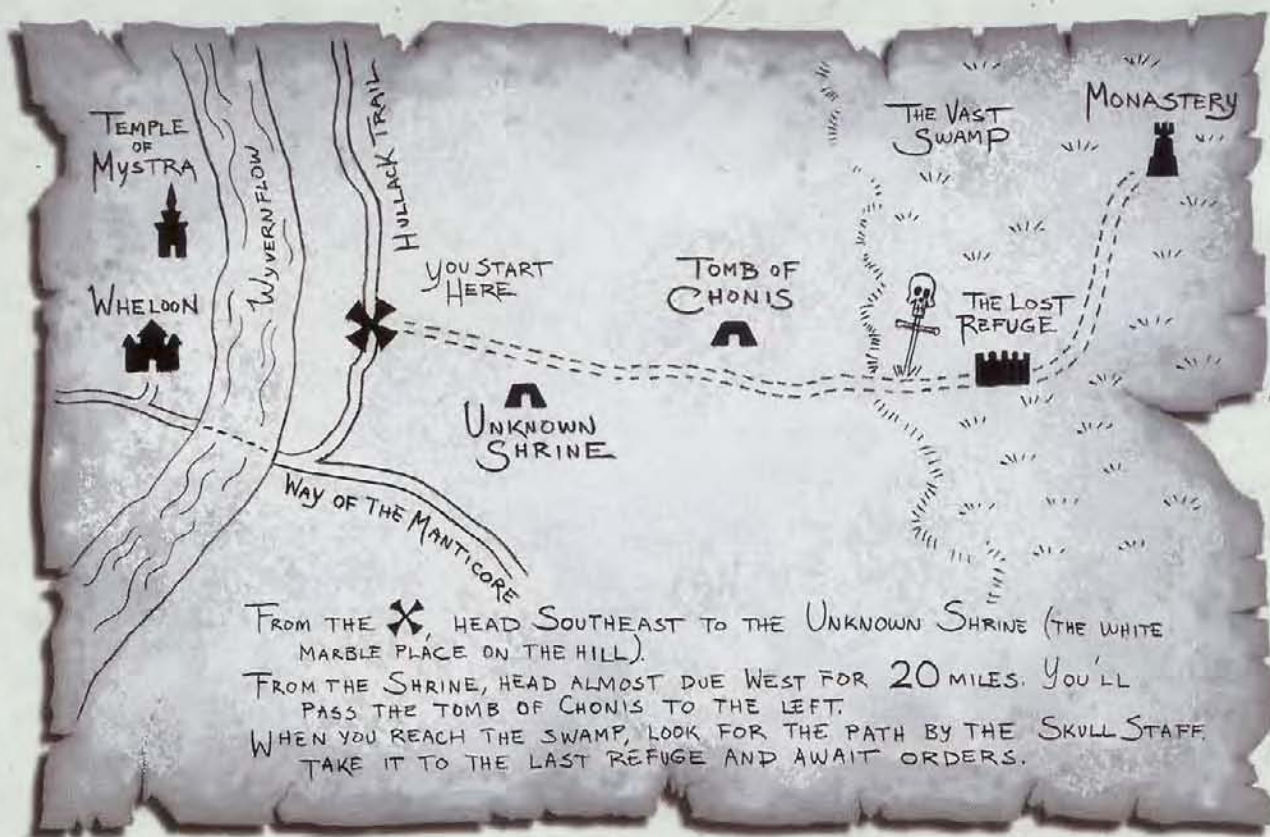 TEMPLE
OF
MYSTRA
WYVERNFLOW
HULLACK TRAIL
THE VAST
SWAMP
MONASTERY
WHELOON
YOU START
HERE
TOMB OF
CHONIS
THE LOST
REFUGE
UNKNOWN
SHRINE
WAY OF THE MANTICORE
FROM THE , HEAD SOUTHEAST TO THE UNKNOWN SHRINE (THE WHITE
MARBLE PLACE ON THE HILL).
FROM THE SHRINE, HEAD ALMOST DUE WEST FOR 20 MILES. YOU'LL
PASS THE TOMB OF CHONIS TO THE LEFT.
WHEN YOU REACH THE SWAMP, LOOK FOR THE PATH BY THE SKULL STAFF.
TAKE IT TO THE LAST REFUGE AND AWAIT ORDERS.